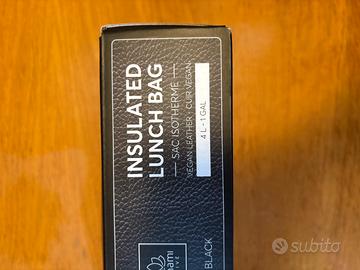 INSULATED
LUNCH BAG
— SAC ISOTHERME —
VEGAN LEATHER | CUIR VEGAN
4 L - 1 GAL
BLACK
subito